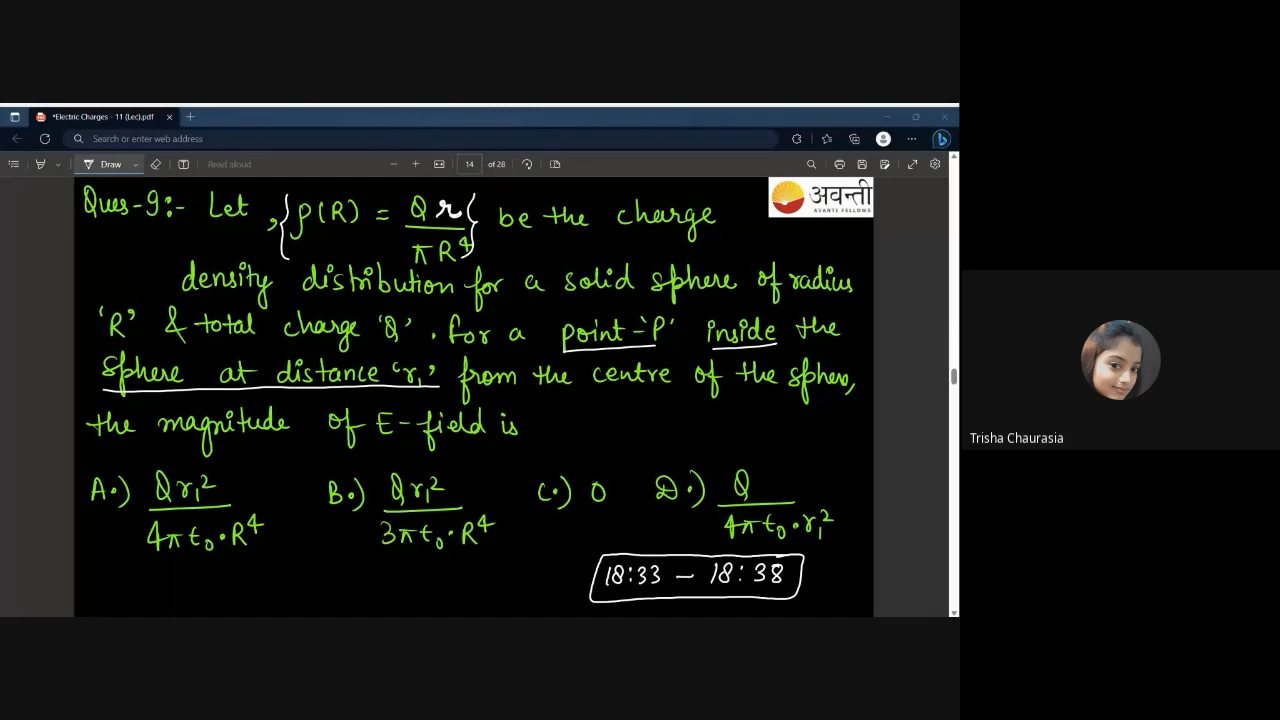 *Electric Charges - 11 (Lec).pdf
Search or enter web address
Draw
Read aloud
14 of 28
अवन्ती
AVANTI FELLOWS
Ques-9:- Let, {ρ(R) = Qr/πR⁴} be the charge
density distribution for a solid sphere of radius
'R' & total charge 'Q'. for a point-'P' inside the
sphere at distance 'r₁' from the centre of the sphere,
the magnitude of E-field is
A.) Qr₁²/4πt₀.R⁴ B.) Qr₁²/3πt₀.R⁴ C.) 0 D.) Q/4πt₀.r₁²
18:33 – 18:38
Trisha Chaurasia